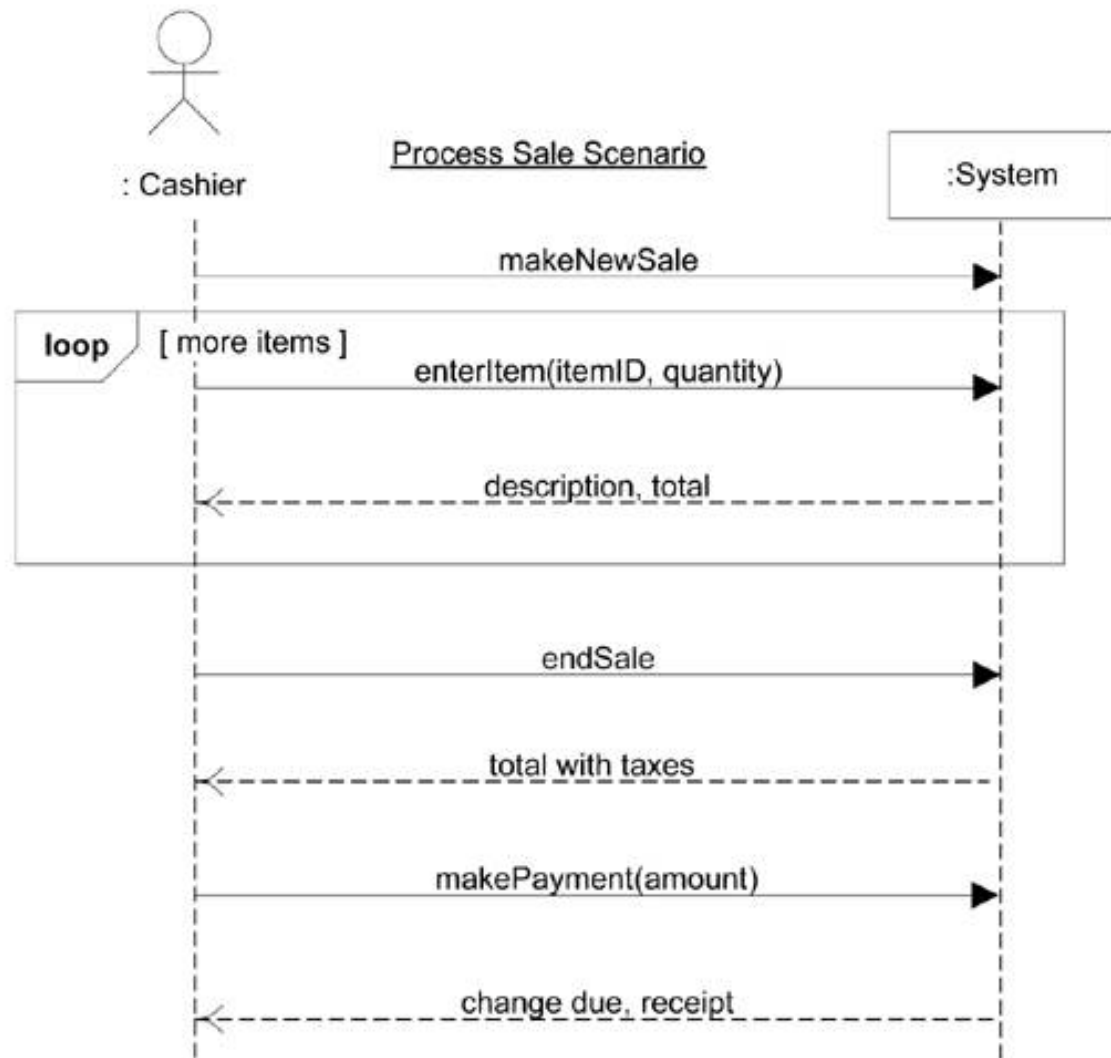 Process Sale Scenario
: Cashier
:System
makeNewSale
loop
[ more items ]
enterItem(itemID, quantity)
description, total
endSale
total with taxes
makePayment(amount)
change due, receipt